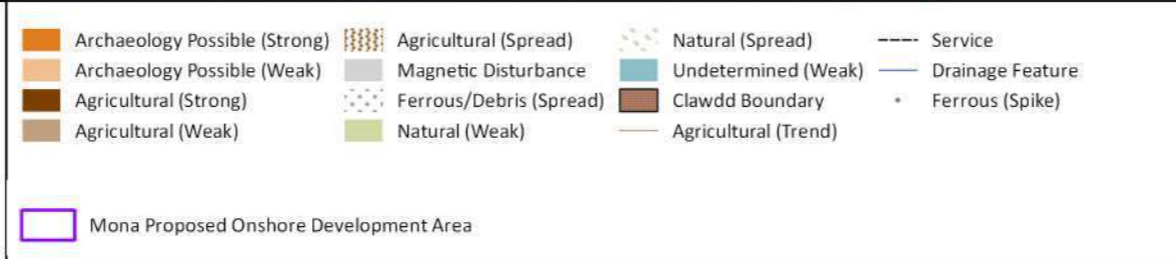 Archaeology Possible (Strong) Agricultural (Spread) Natural (Spread) Service
Archaeology Possible (Weak) Magnetic Disturbance Undetermined (Weak) Drainage Feature
Agricultural (Strong) Ferrous/Debris (Spread) Clawdd Boundary Ferrous (Spike)
Agricultural (Weak) Natural (Weak) Agricultural (Trend)
Mona Proposed Onshore Development Area